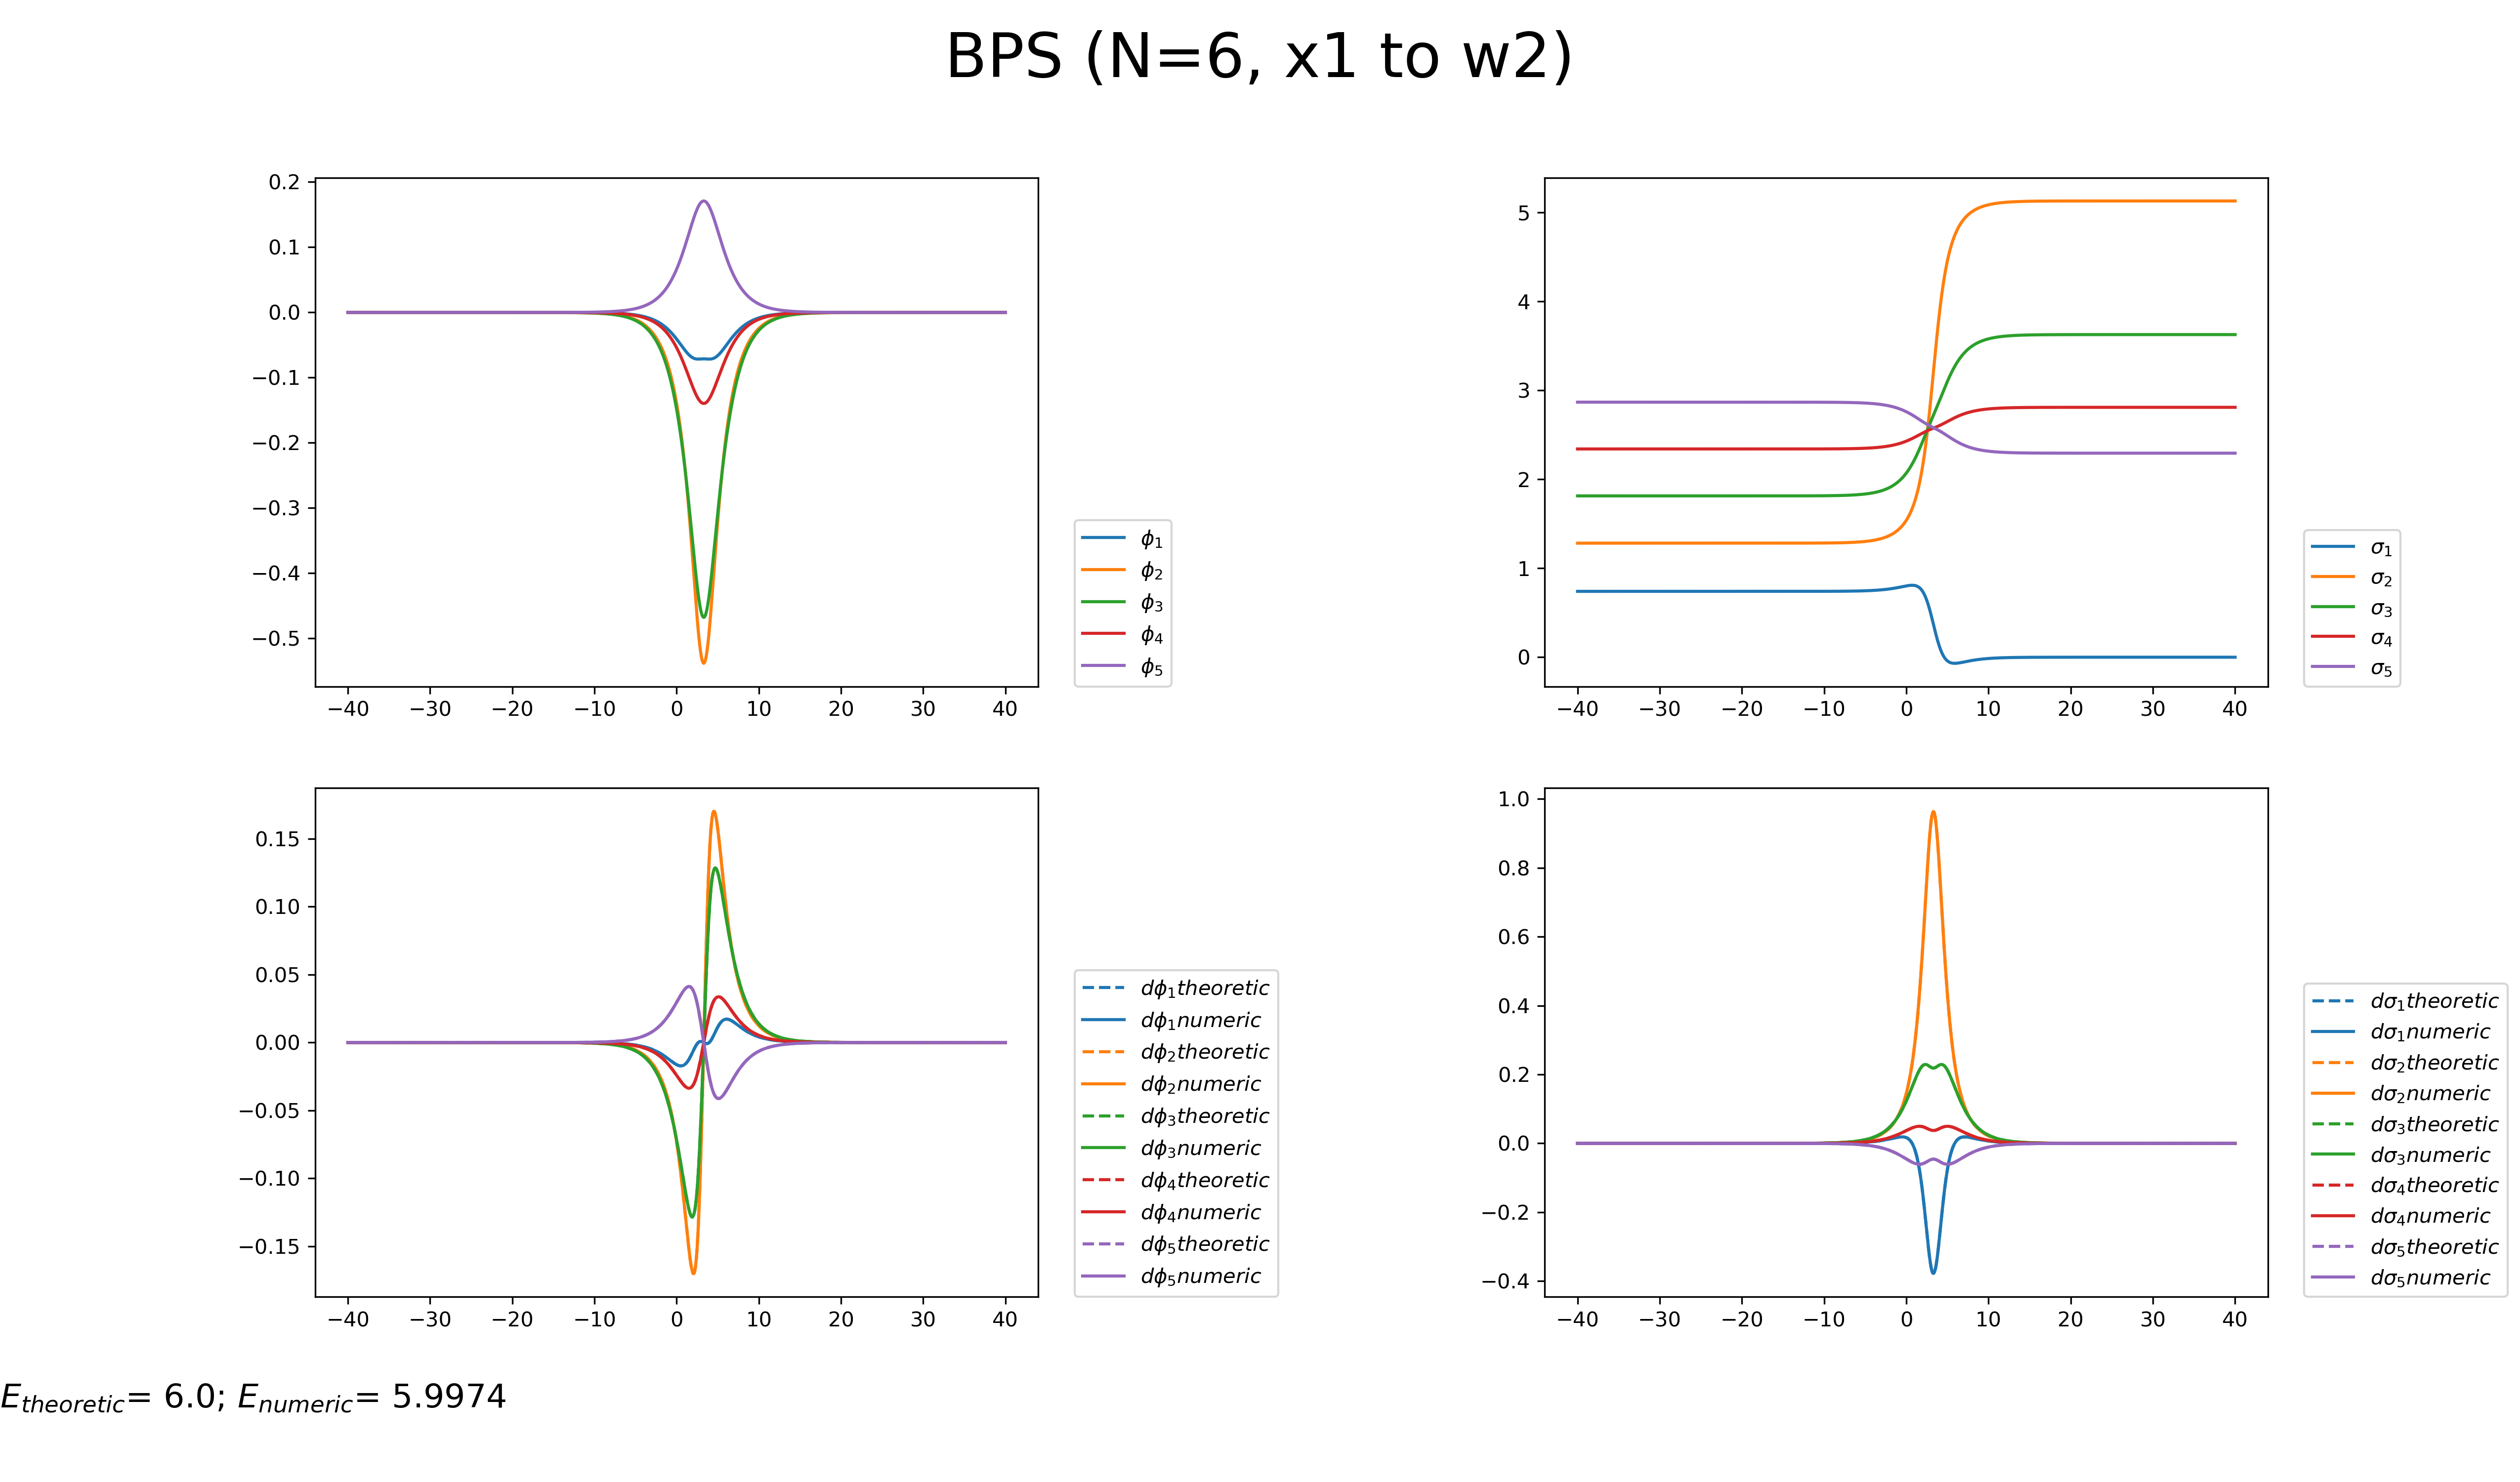 BPS (N=6, x1 to w2)
0.2
0.1
0.0
−0.1
−0.2
−0.3
−0.4
−0.5
−40 −30 −20 −10 0 10 20 30 40
ϕ₁
ϕ₂
ϕ₃
ϕ₄
ϕ₅
5
4
3
2
1
0
−40 −30 −20 −10 0 10 20 30 40
σ₁
σ₂
σ₃
σ₄
σ₅
0.15
0.10
0.05
0.00
−0.05
−0.10
−0.15
−40 −30 −20 −10 0 10 20 30 40
dϕ₁theoretic
dϕ₁numeric
dϕ₂theoretic
dϕ₂numeric
dϕ₃theoretic
dϕ₃numeric
dϕ₄theoretic
dϕ₄numeric
dϕ₅theoretic
dϕ₅numeric
1.0
0.8
0.6
0.4
0.2
0.0
−0.2
−0.4
−40 −30 −20 −10 0 10 20 30 40
dσ₁theoretic
dσ₁numeric
dσ₂theoretic
dσ₂numeric
dσ₃theoretic
dσ₃numeric
dσ₄theoretic
dσ₄numeric
dσ₅theoretic
dσ₅numeric
E_theoretic= 6.0; E_numeric= 5.9974